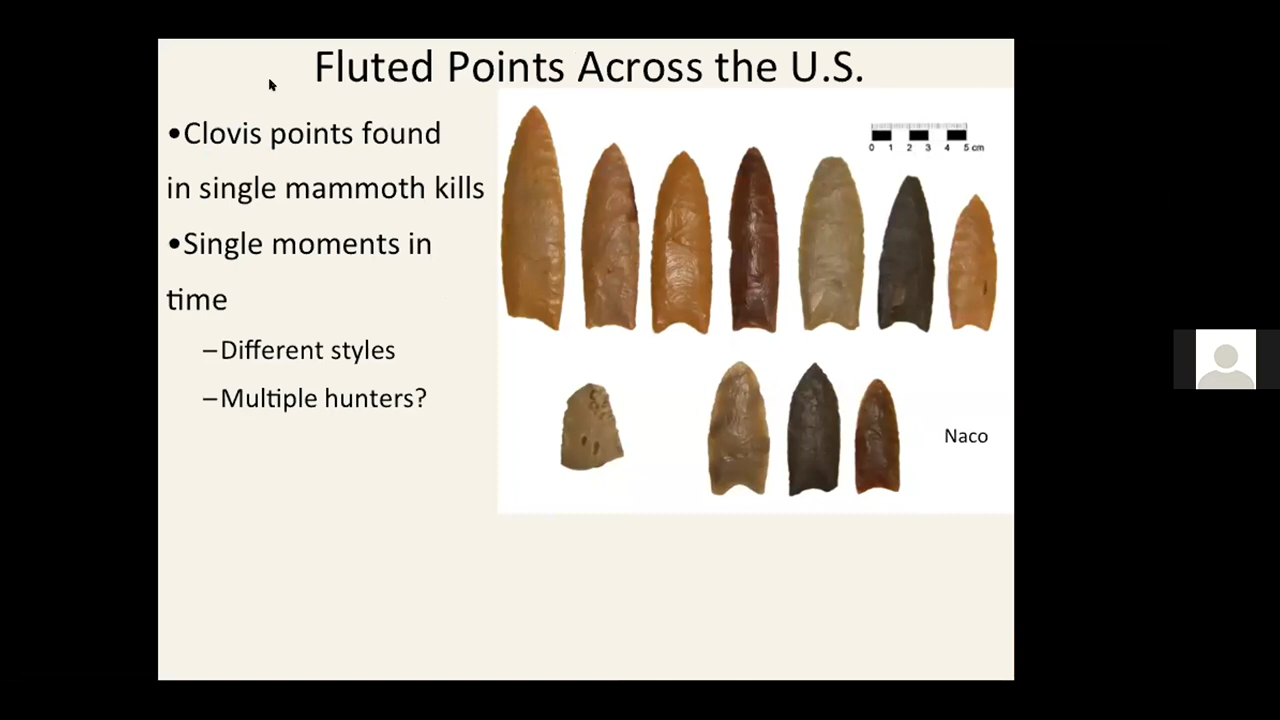 Fluted Points Across the U.S.
•Clovis points found
in single mammoth kills
•Single moments in
time
–Different styles
–Multiple hunters?
0 1 2 3 4 5 cm
Naco